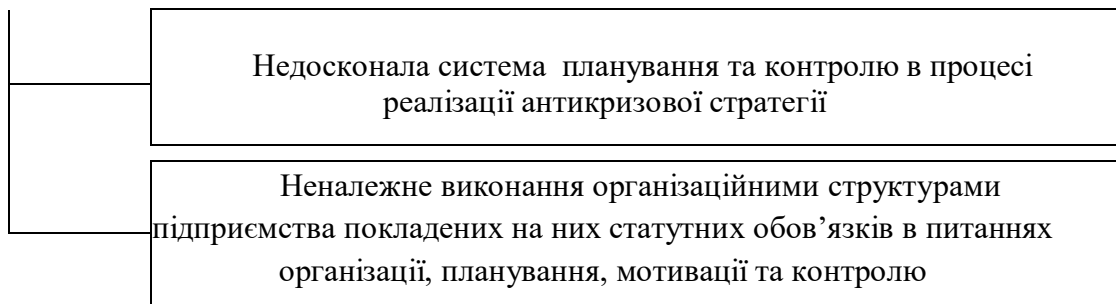 Недосконала система планування та контролю в процесі
реалізації антикризової стратегії
Неналежне виконання організаційними структурами
підприємства покладених на них статутних обов’язків в питаннях
організації, планування, мотивації та контролю